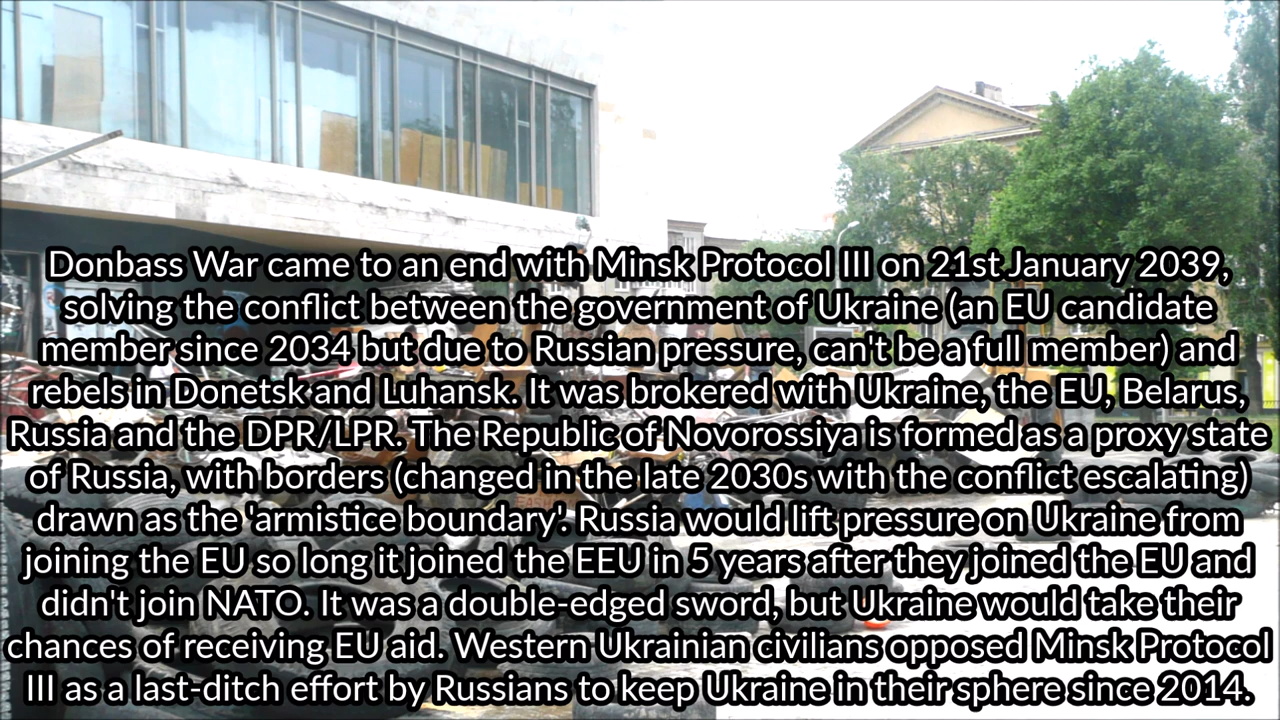 Donbass War came to an end with Minsk Protocol III on 21st January 2039,
solving the conflict between the government of Ukraine (an EU candidate
member since 2034 but due to Russian pressure, can't be a full member) and
rebels in Donetsk and Luhansk. It was brokered with Ukraine, the EU, Belarus,
Russia and the DPR/LPR. The Republic of Novorossiya is formed as a proxy state
of Russia, with borders (changed in the late 2030s with the conflict escalating)
drawn as the 'armistice boundary'. Russia would lift pressure on Ukraine from
joining the EU so long it joined the EEU in 5 years after they joined the EU and
didn't join NATO. It was a double-edged sword, but Ukraine would take their
chances of receiving EU aid. Western Ukrainian civilians opposed Minsk Protocol
III as a last-ditch effort by Russians to keep Ukraine in their sphere since 2014.